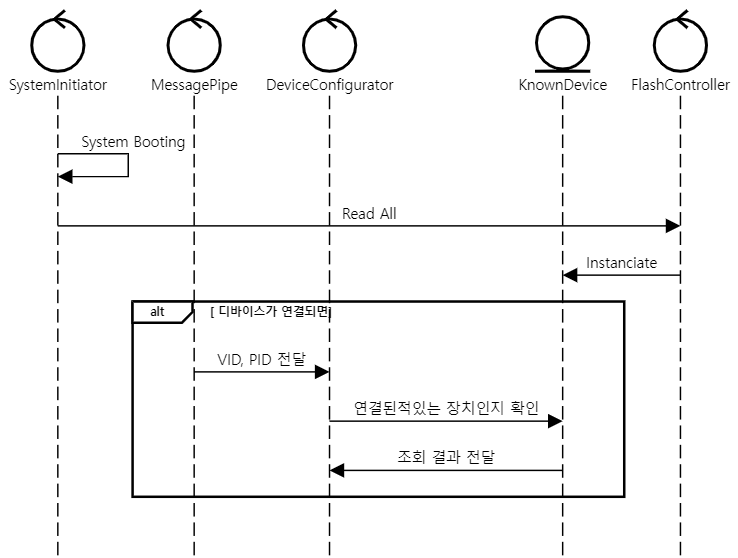 SystemInitiator
MessagePipe
DeviceConfigurator
KnownDevice
FlashController
System Booting
Read All
Instanciate
alt
[ 디바이스가 연결되면]
VID, PID 전달
연결된적있는 장치인지 확인
조회 결과 전달